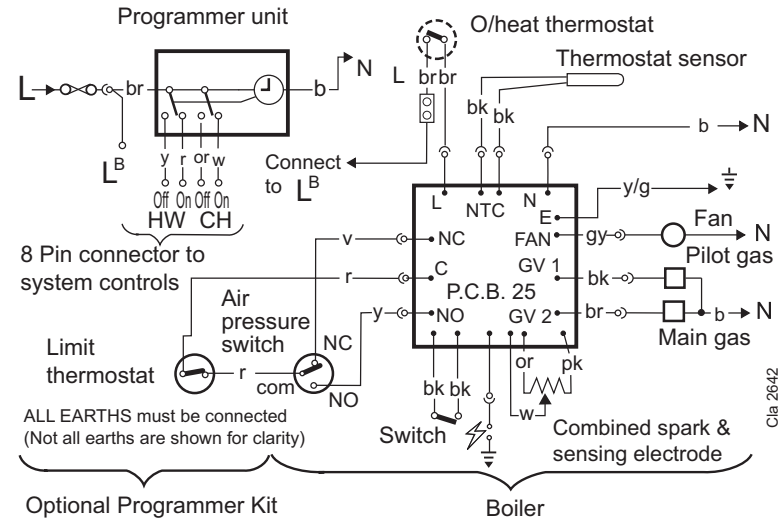 Programmer unit
O/heat thermostat
Thermostat sensor
L
br
b
N
L
br
br
bk
bk
b
N
L^B
y
r
or
w
Off
On
Off
On
HW
CH
Connect
to L^B
8 Pin connector to
system controls
L
NTC
N
E
y/g
NC
FAN
gy
Fan
N
C
GV 1
bk
Pilot gas
P.C.B. 25
NO
GV 2
br
b
N
Main gas
v
r
y
Air
pressure
switch
NC
Limit
thermostat
r
com
NO
bk
bk
or
pk
w
Switch
Combined spark &
sensing electrode
ALL EARTHS must be connected
(Not all earths are shown for clarity)
Optional Programmer Kit
Boiler
Cla 2642